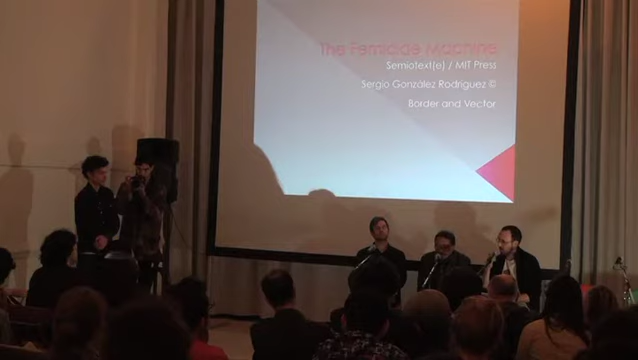 The Femicide Machine
Semiotext(e) / MIT Press
Sergio González Rodríguez ©
Border and Vector